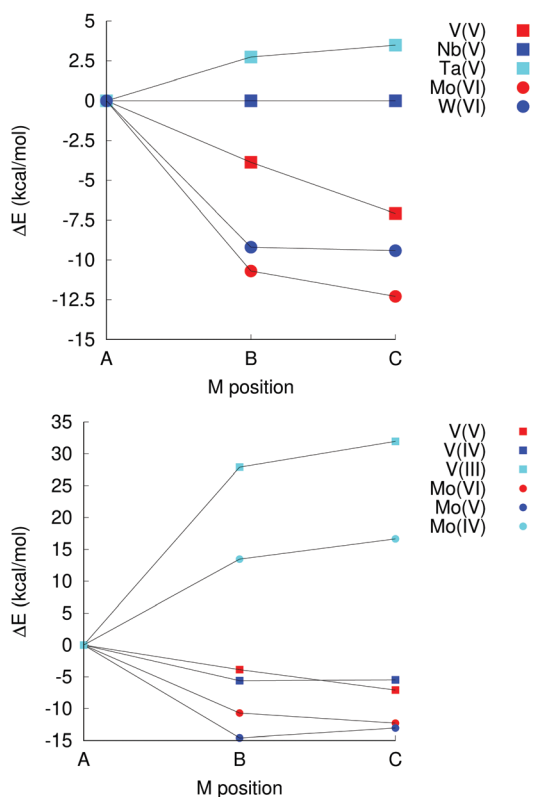 5
2.5
0
-2.5
-5
-7.5
-10
-12.5
-15
ΔE (kcal/mol)
A B C
M position
V(V)
Nb(V)
Ta(V)
Mo(VI)
W(VI)
35
30
25
20
15
10
5
0
-5
-10
-15
ΔE (kcal/mol)
A B C
M position
V(V)
V(IV)
V(III)
Mo(VI)
Mo(V)
Mo(IV)